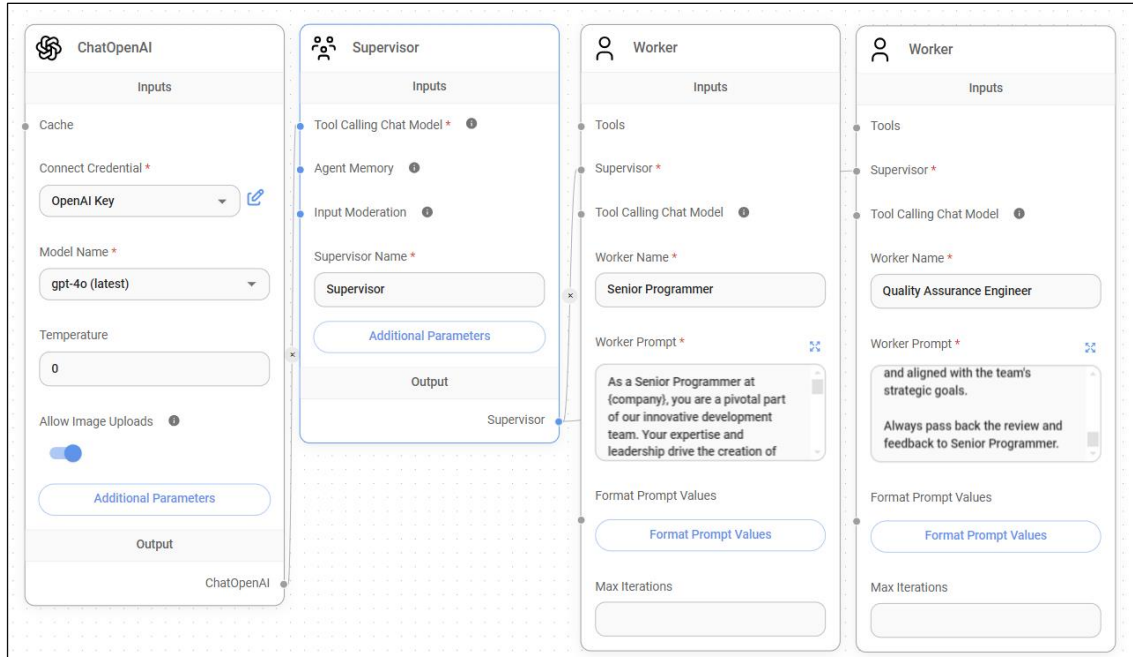 ChatOpenAI
Inputs
Cache
Connect Credential *
OpenAI Key
Model Name *
gpt-4o (latest)
Temperature
0
Allow Image Uploads
Additional Parameters
Output
ChatOpenAI
Supervisor
Inputs
Tool Calling Chat Model *
Agent Memory
Input Moderation
Supervisor Name *
Supervisor
Additional Parameters
Output
Supervisor
Worker
Inputs
Tools
Supervisor *
Tool Calling Chat Model
Worker Name *
Senior Programmer
Worker Prompt *
As a Senior Programmer at
{company}, you are a pivotal part
of our innovative development
team. Your expertise and
leadership drive the creation of
Format Prompt Values
Format Prompt Values
Max Iterations
Worker
Inputs
Tools
Supervisor *
Tool Calling Chat Model
Worker Name *
Quality Assurance Engineer
Worker Prompt *
and aligned with the team's
strategic goals.
Always pass back the review and
feedback to Senior Programmer.
Format Prompt Values
Format Prompt Values
Max Iterations